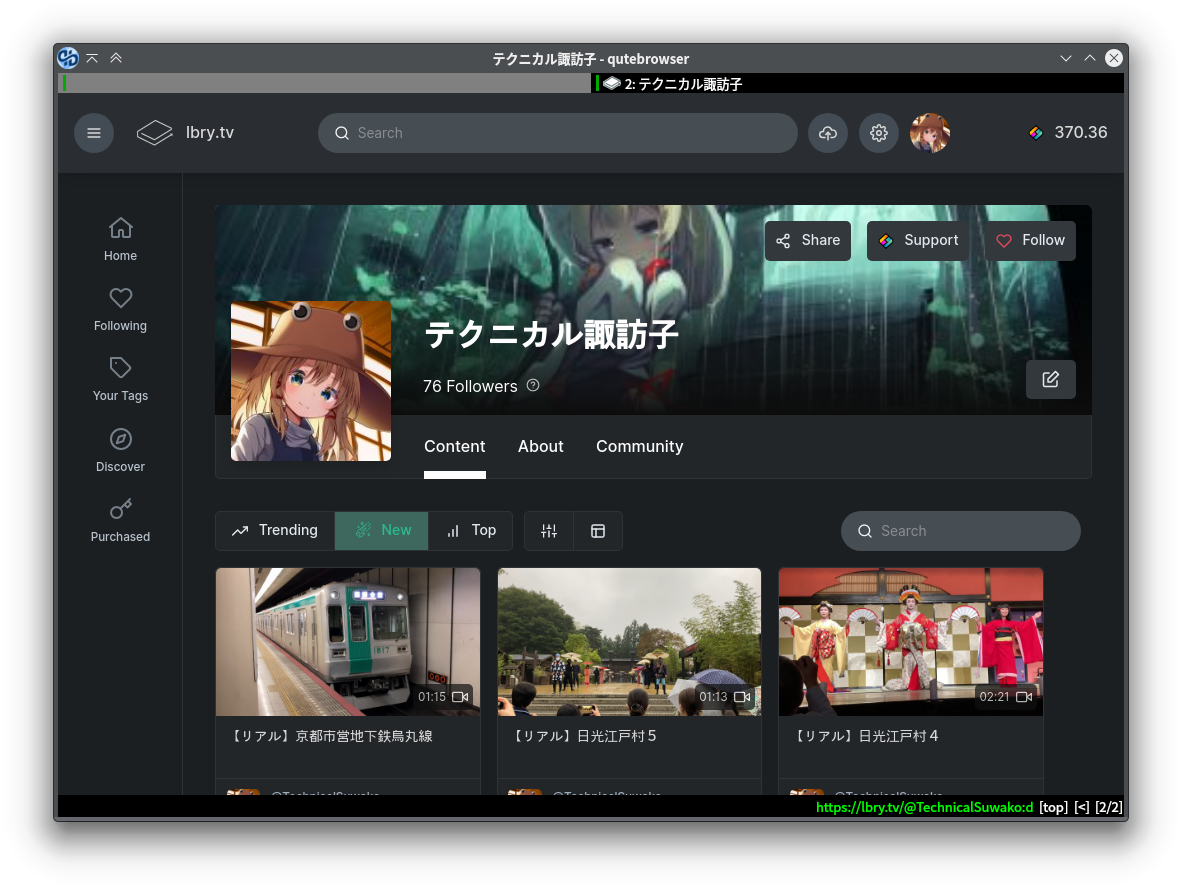 テクニカル諏訪子 - qutebrowser
2: テクニカル諏訪子
lbry.tv
Search
370.36
Home
Following
Your Tags
Discover
Purchased
Share
Support
Follow
テクニカル諏訪子
76 Followers
Content
About
Community
Trending
New
Top
Search
1817
01:15
01:13
02:21
【リアル】京都市営地下鉄烏丸線
【リアル】日光江戸村５
【リアル】日光江戸村４
@TechnicalSuwako
@TechnicalSuwako
@TechnicalSuwako
https://lbry.tv/@TechnicalSuwako:d [top] [<] [2/2]